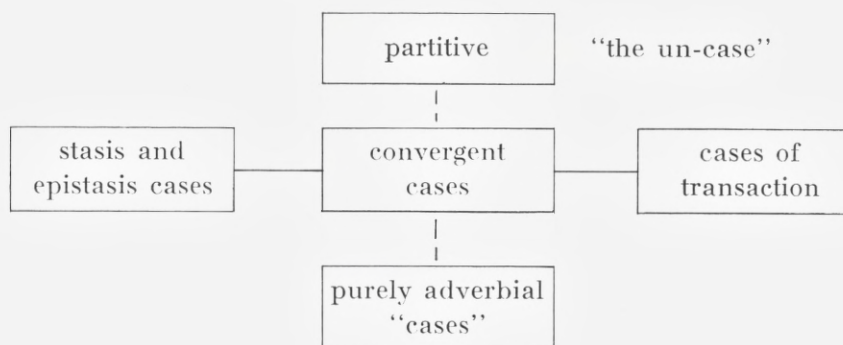 partitive
“the un-case”
stasis and
epistasis cases
convergent
cases
cases of
transaction
purely adverbial
“cases”